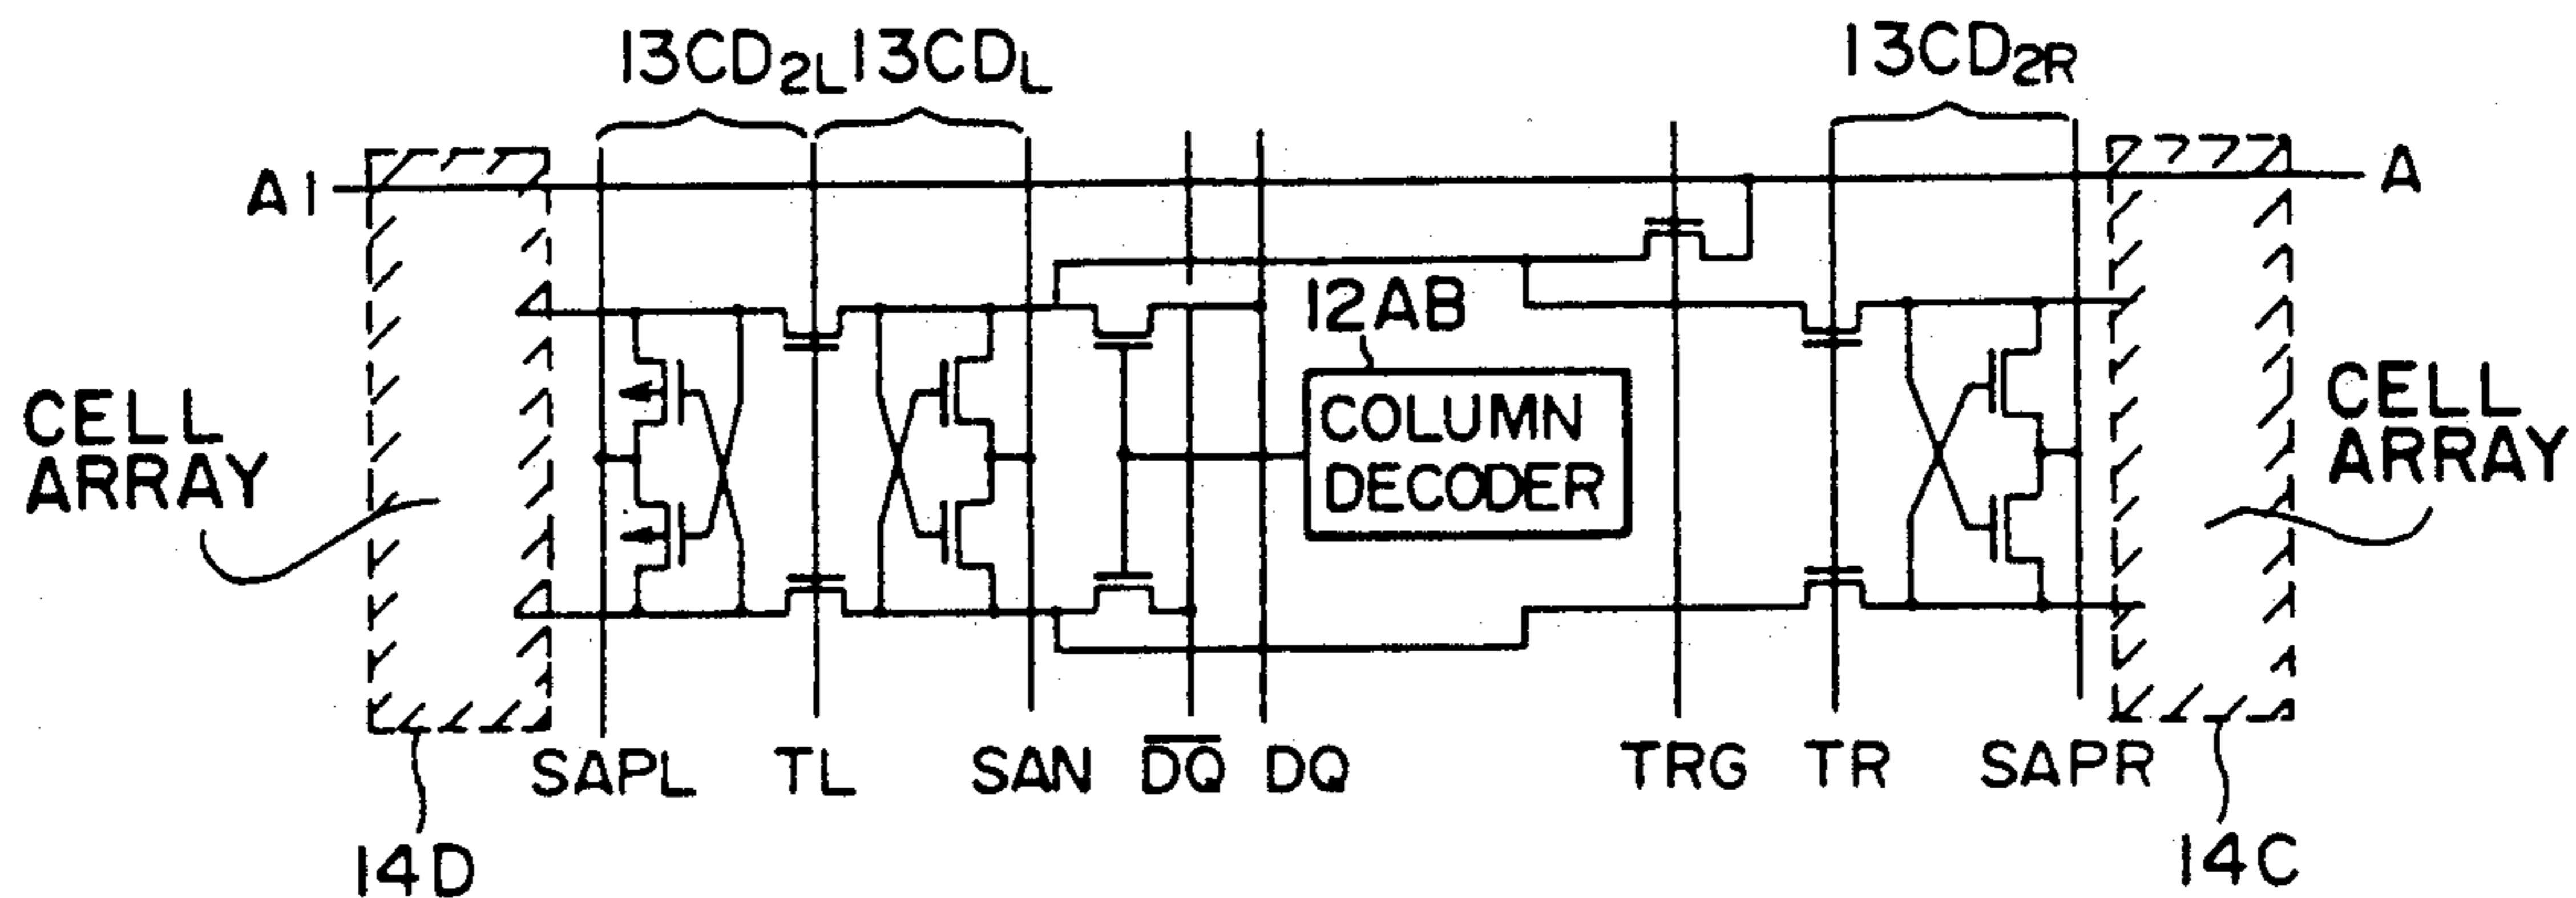 13CD2L 13CDL 13CD2R
A1 A
12AB
CELL
ARRAY
COLUMN
DECODER
CELL
ARRAY
SAPL TL SAN D̅Q̅ DQ TRG TR SAPR
14D 14C